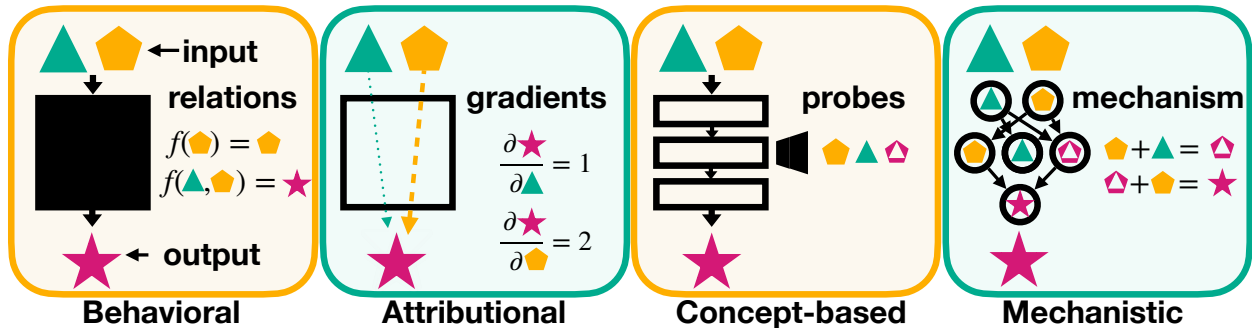 input
relations
f(⬟) = ⬟
f(▲,⬟) = ★
output
Behavioral
gradients
∂★/∂▲ = 1
∂★/∂⬟ = 2
Attributional
probes
Concept-based
mechanism
⬟+▲=⬟
⬟+⬟=★
Mechanistic